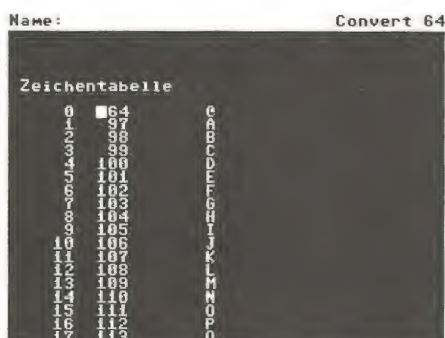 Name: Convert 64
Zeichentabelle
0 64 @
1 97 A
2 98 B
3 99 C
4 100 D
5 101 E
6 102 F
7 103 G
8 104 H
9 105 I
10 106 J
11 107 K
12 108 L
13 109 M
14 110 N
15 111 O
16 112 P
17 113 Q